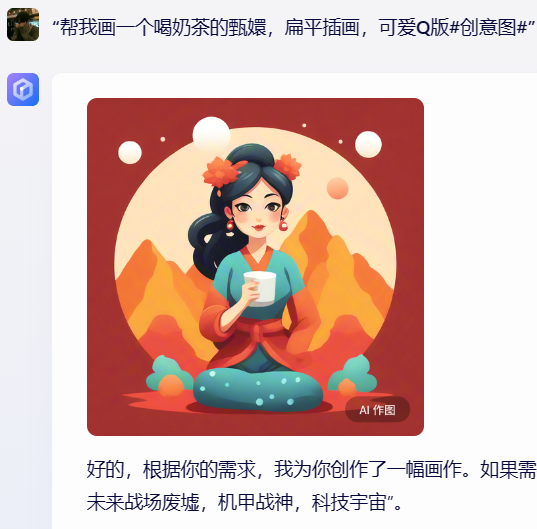 “帮我画一个喝奶茶的甄嬛，扁平插画，可爱Q版#创意图#”
AI 作图
好的，根据你的需求，我为你创作了一幅画作。如果需
未来战场废墟，机甲战神，科技宇宙”。